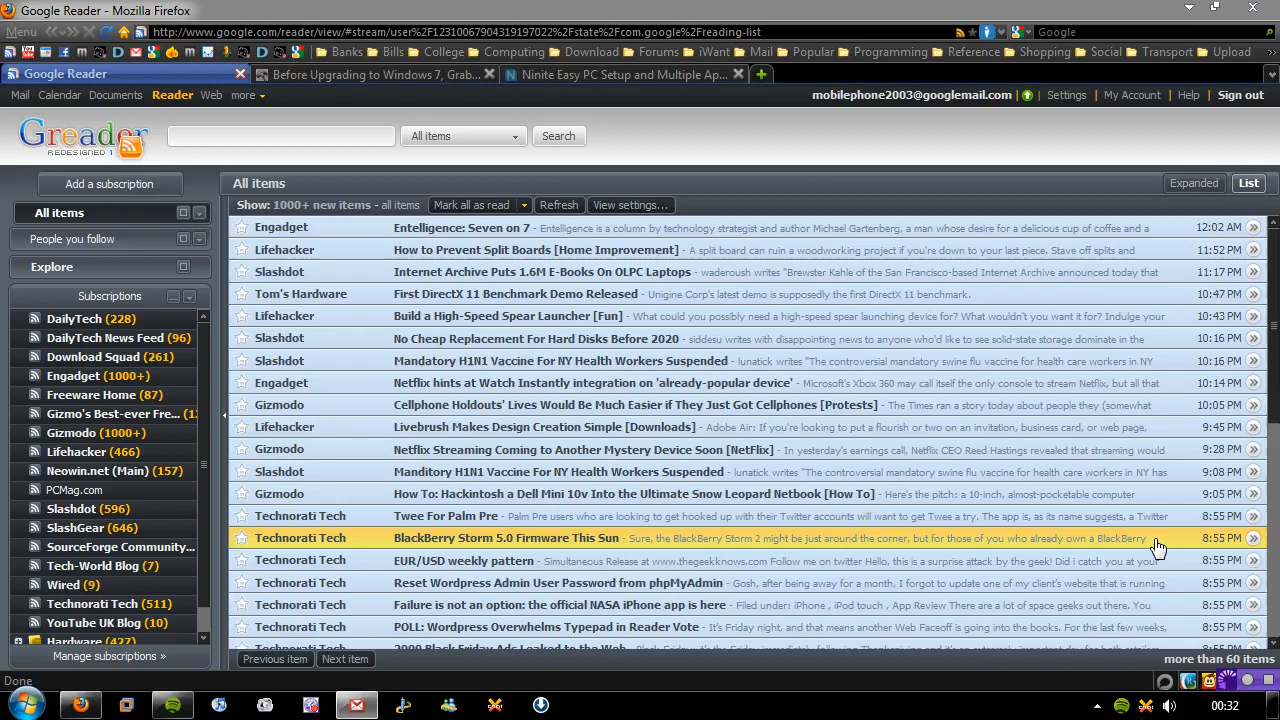 Google Reader - Mozilla Firefox
Menu http://www.google.com/reader/view/#stream/user%2F12310067904319197022%2Fstate%2Fcom.google%2Freading-list Google
Banks Bills College Computing Download Forums iWant Mail Popular Programming Reference Shopping Social Transport Upload
Google Reader Before Upgrading to Windows 7, Grab... Ninite Easy PC Setup and Multiple Ap...
Mail Calendar Documents Reader Web more mobilephone2003@googlemail.com | Settings | My Account | Help | Sign out
Greader All items Search
REDESIGNED
Add a subscription All items Expanded List
All items Show: 1000+ new items - all items Mark all as read Refresh View settings...
People you follow
Explore
Subscriptions
DailyTech (228)
DailyTech News Feed (96)
Download Squad (261)
Engadget (1000+)
Freeware Home (87)
Gizmo's Best-ever Fre...
Gizmodo (1000+)
Lifehacker (466)
Neowin.net (Main) (157)
PCMag.com
Slashdot (596)
SlashGear (646)
SourceForge Community...
Tech-World Blog (7)
Wired (9)
Technorati Tech (511)
YouTube UK Blog (10)
Hardware (427)
Manage subscriptions »
Engadget Entelligence: Seven on 7 - Entelligence is a column by technology strategist and author Michael Gartenberg, a man whose desire for a delicious cup of coffee and a 12:02 AM
Lifehacker How to Prevent Split Boards [Home Improvement] - A split board can ruin a woodworking project if you're down to your last piece. Stave off splits and 11:52 PM
Slashdot Internet Archive Puts 1.6M E-Books On OLPC Laptops - waderoush writes "Brewster Kahle of the San Francisco-based Internet Archive announced today that 11:17 PM
Tom's Hardware First DirectX 11 Benchmark Demo Released - Unigine Corp's latest demo is supposedly the first DirectX 11 benchmark. 10:47 PM
Lifehacker Build a High-Speed Spear Launcher [Fun] - What could you possibly need a high-speed spear launching device for? What wouldn't you want it for? Indulge your 10:43 PM
Slashdot No Cheap Replacement For Hard Disks Before 2020 - siddesu writes with disappointing news to anyone who'd like to see solid-state storage dominate in the 10:16 PM
Slashdot Mandatory H1N1 Vaccine For NY Health Workers Suspended - lunatick writes "The controversial mandatory swine flu vaccine for health care workers in NY 10:16 PM
Engadget Netflix hints at Watch Instantly integration on 'already-popular device' - Microsoft's Xbox 360 may call itself the only console to stream Netflix, but all that 10:14 PM
Gizmodo Cellphone Holdouts' Lives Would Be Much Easier if They Just Got Cellphones [Protests] - The Times ran a story today about people they (somewhat 10:05 PM
Lifehacker Livebrush Makes Design Creation Simple [Downloads] - Adobe Air: If you're looking to put a flourish or two on an invitation, business card, or web page, 9:45 PM
Gizmodo Netflix Streaming Coming to Another Mystery Device Soon [NetFlix] - In yesterday's earnings call, Netflix CEO Reed Hastings revealed that streaming would 9:28 PM
Slashdot Manditory H1N1 Vaccine For NY Health Workers Suspended - lunatick writes "The controversial mandatory swine flu vaccine for health care workers in NY has 9:08 PM
Gizmodo How To: Hackintosh a Dell Mini 10v Into the Ultimate Snow Leopard Netbook [How To] - Here's the pitch: a 10-inch, almost-pocketable computer 9:05 PM
Technorati Tech Twee For Palm Pre - Palm Pre users who are looking to get hooked up with their Twitter accounts will want to get Twee a try. The app is, as its name suggests, a Twitter 8:55 PM
Technorati Tech BlackBerry Storm 5.0 Firmware This Sun - Sure, the BlackBerry Storm 2 might be just around the corner, but for those of you who already own a BlackBerry 8:55 PM
Technorati Tech EUR/USD weekly pattern - Simultaneous Release at www.thegeekknows.com Follow me on twitter Hello, this is a surprise attack by the geek! Did i catch you at your 8:55 PM
Technorati Tech Reset Wordpress Admin User Password from phpMyAdmin - Gosh, after being away for a month, I forgot to update one of my client's website that is running 8:55 PM
Technorati Tech Failure is not an option: the official NASA iPhone app is here - Filed under: iPhone , iPod touch , App Review There are a lot of space geeks out there. You 8:55 PM
Technorati Tech POLL: Wordpress Overwhelms Typepad in Reader Vote - It's Friday night, and that means another Web Faceoff is going into the books. For the last few weeks, 8:55 PM
Technorati Tech 2009 Black Friday Ads Leaked to the Web
Previous item Next item more than 60 items
Done
00:32